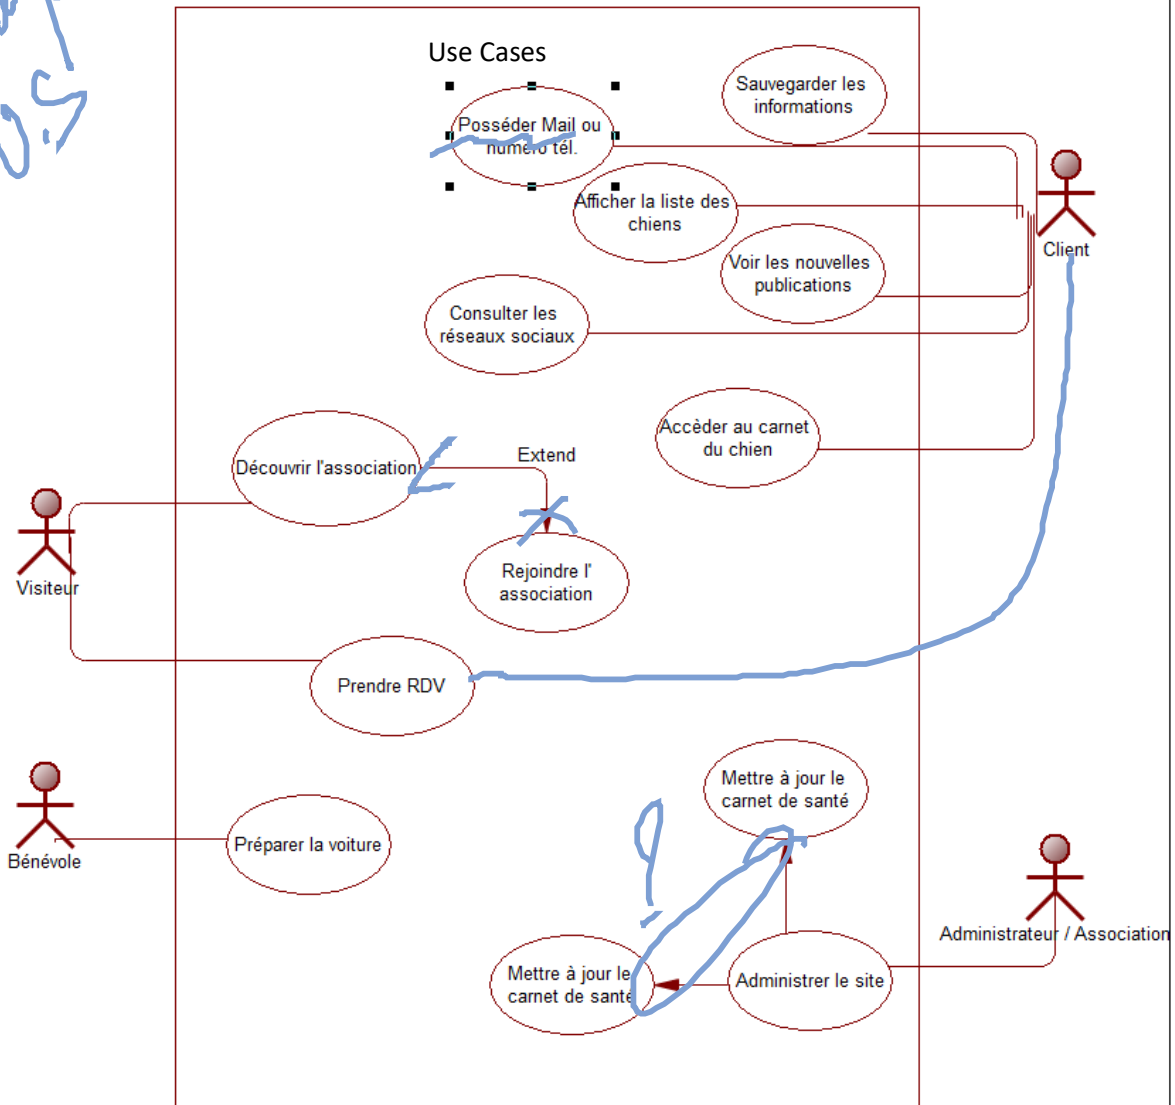 Use Cases
Sauvegarder les
informations
Posséder Mail ou
numéro tél.
Afficher la liste des
chiens
Client
Voir les nouvelles
publications
Consulter les
réseaux sociaux
Accèder au carnet
du chien
Découvrir l'association
Extend
Rejoindre l'
association
Visiteur
Prendre RDV
Mettre à jour le
carnet de santé
Bénévole
Préparer la voiture
Administrateur / Association
Mettre à jour le
carnet de santé
Administrer le site